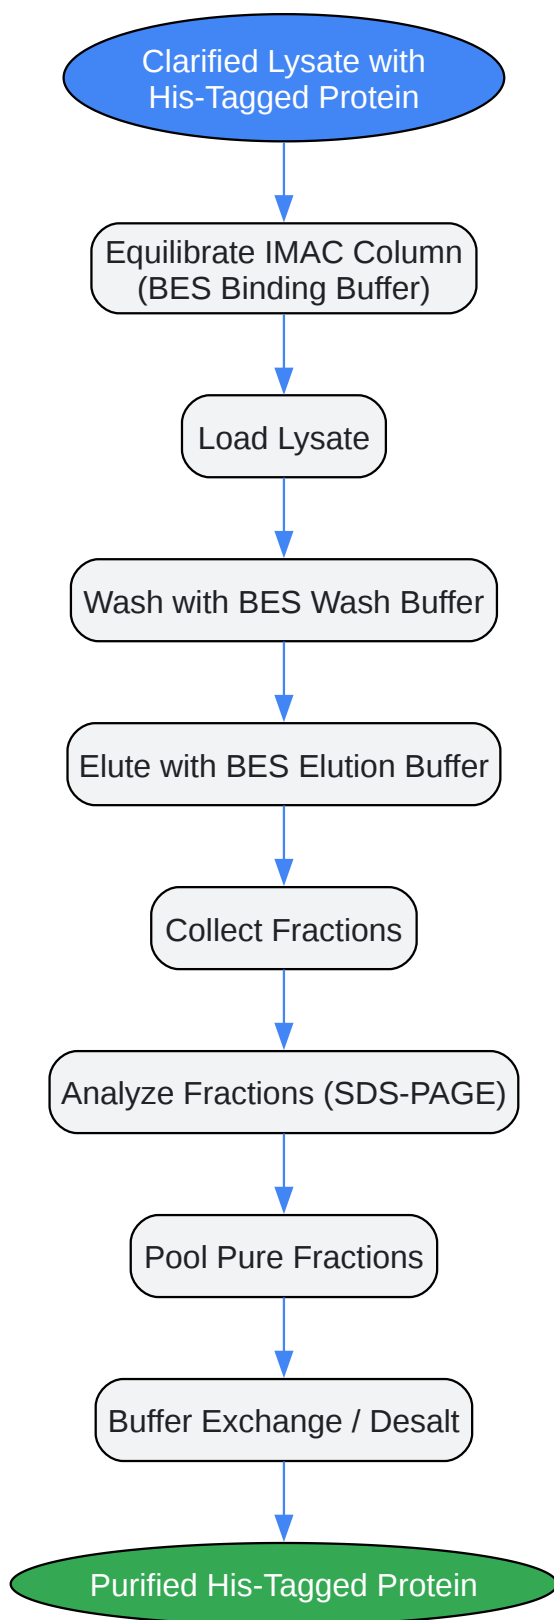 Clarified Lysate with
His-Tagged Protein
Equilibrate IMAC Column
(BES Binding Buffer)
Load Lysate
Wash with BES Wash Buffer
Elute with BES Elution Buffer
Collect Fractions
Analyze Fractions (SDS-PAGE)
Pool Pure Fractions
Buffer Exchange / Desalt
Purified His-Tagged Protein